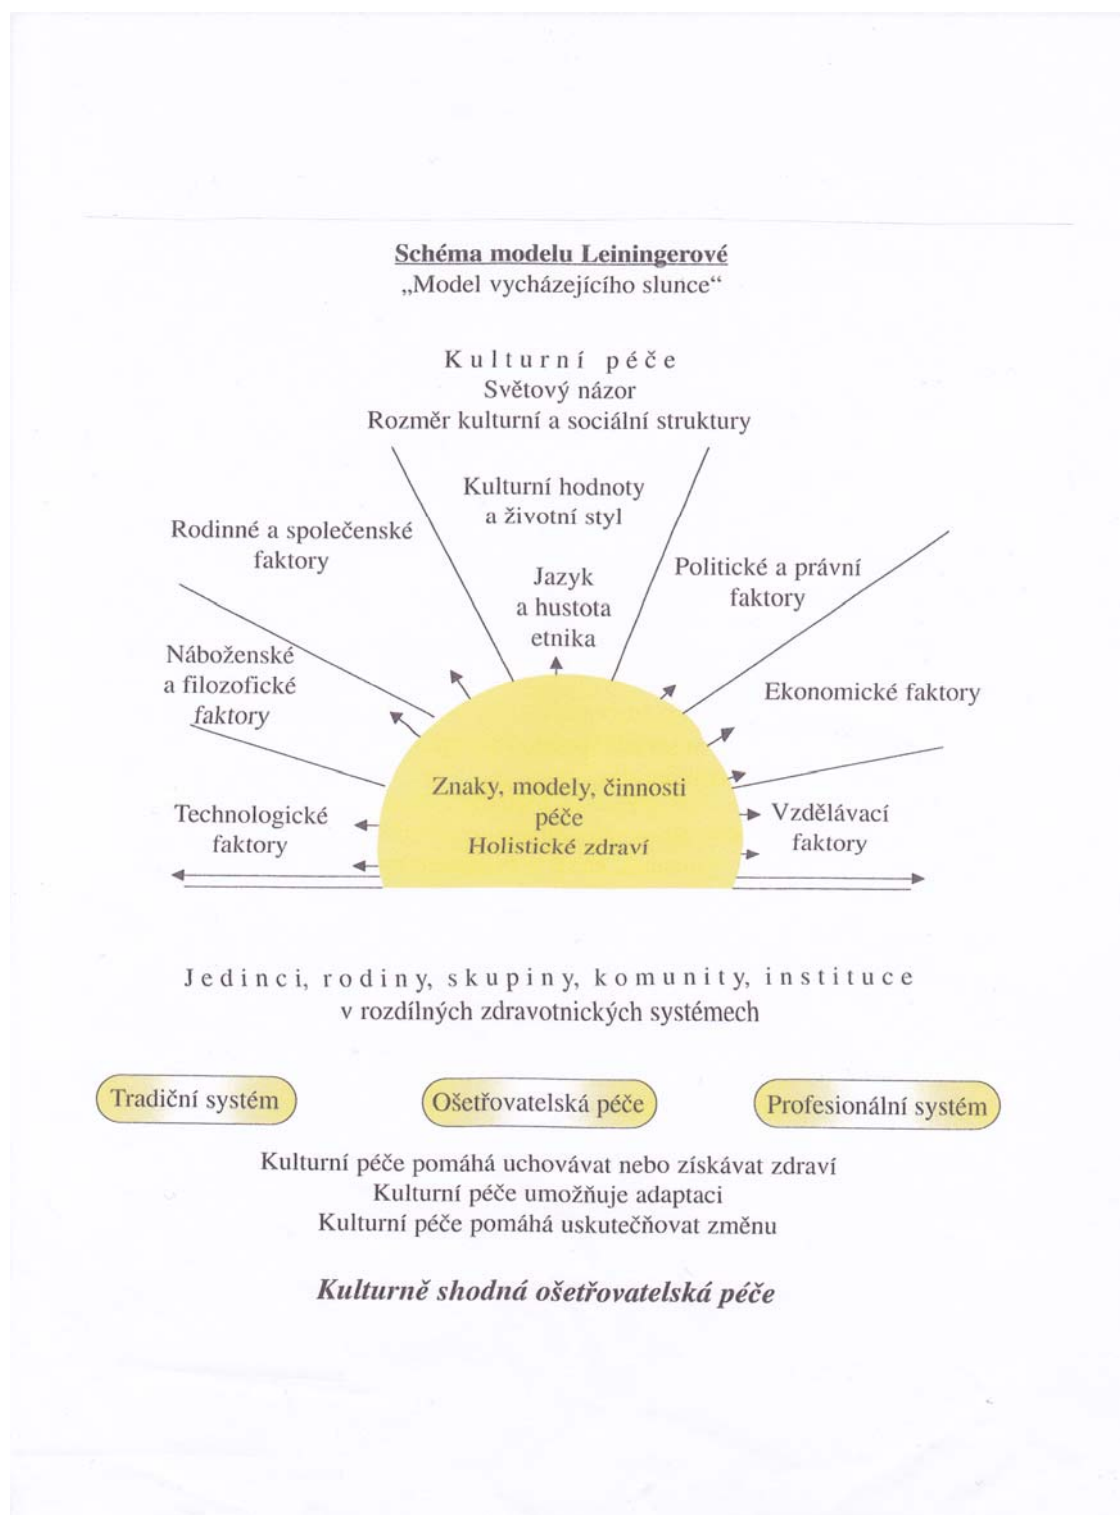 Schéma modelu Leiningerové
„Model vycházejícího slunce“
Kulturní péče
Světový názor
Rozměr kulturní a sociální struktury
Kulturní hodnoty
a životní styl
Rodinné a společenské
faktory
Jazyk
a hustota
etnika
Politické a právní
faktory
Náboženské
a filozofické
faktory
Ekonomické faktory
Technologické
faktory
Znaky, modely, činnosti
péče
Holistické zdraví
Vzdělávací
faktory
Jedinci, rodiny, skupiny, komunity, instituce
v rozdílných zdravotnických systémech
Tradiční systém
Ošetřovatelská péče
Profesionální systém
Kulturní péče pomáhá uchovávat nebo získávat zdraví
Kulturní péče umožňuje adaptaci
Kulturní péče pomáhá uskutečňovat změnu
Kulturně shodná ošetřovatelská péče